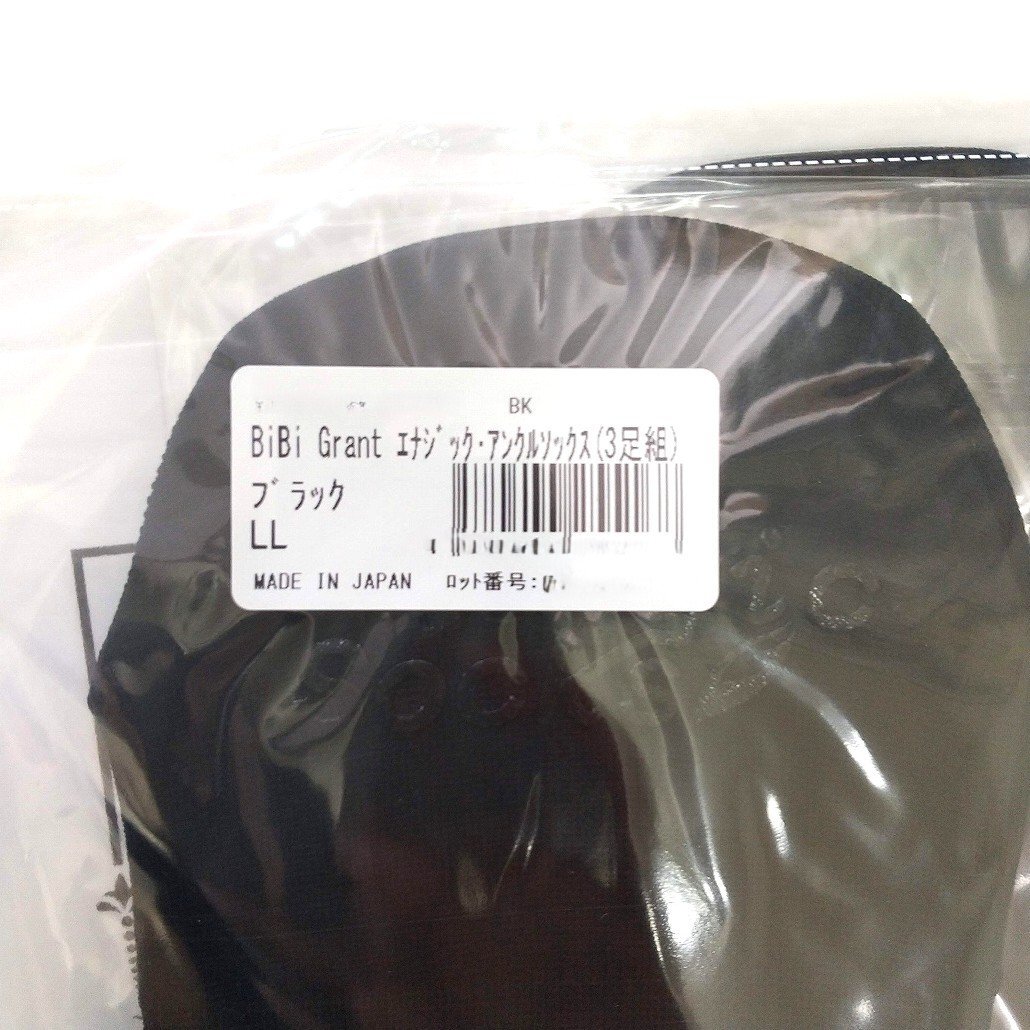 BK
BiBi Grant ｴﾅｼﾞｯｸ･ｱﾝｸﾙｿｯｸｽ(3足組)
ﾌﾞﾗｯｸ
LL
MADE IN JAPAN ﾛｯﾄ番号: